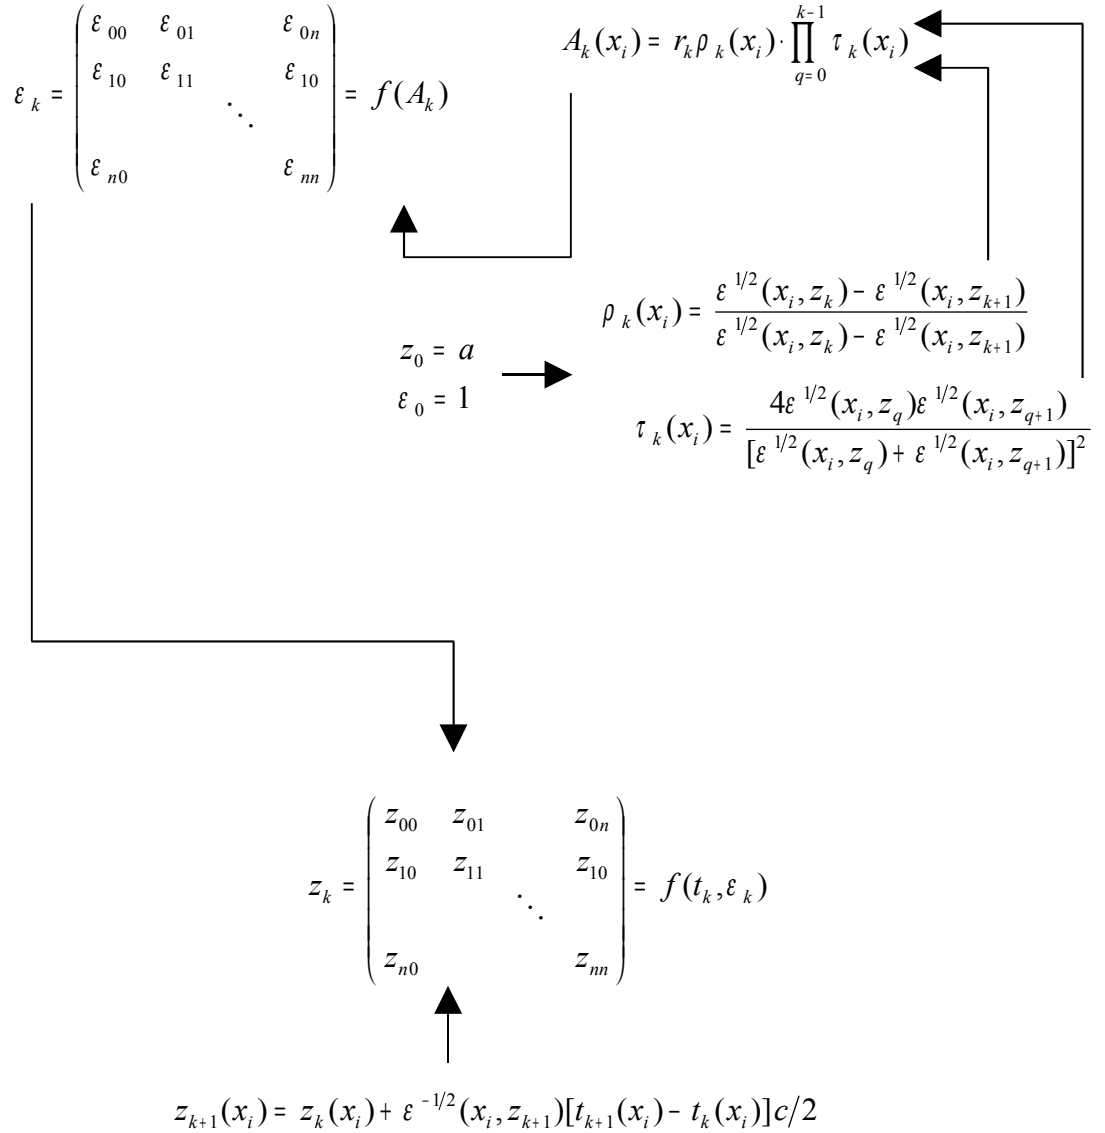 ε_k = ( ε_00 ε_01 ε_0n
ε_10 ε_11 ε_10
⋱
ε_n0 ε_nn ) = f(A_k)
A_k(x_i) = r_k ρ_k(x_i) · ∏_{q=0}^{k−1} τ_k(x_i)
ρ_k(x_i) = (ε^{1/2}(x_i, z_k) − ε^{1/2}(x_i, z_{k+1})) / (ε^{1/2}(x_i, z_k) − ε^{1/2}(x_i, z_{k+1}))
z_0 = a
ε_0 = 1
τ_k(x_i) = 4ε^{1/2}(x_i, z_q)ε^{1/2}(x_i, z_{q+1}) / [ε^{1/2}(x_i, z_q) + ε^{1/2}(x_i, z_{q+1})]^2
z_k = ( z_00 z_01 z_0n
z_10 z_11 z_10
⋱
z_n0 z_nn ) = f(t_k, ε_k)
z_{k+1}(x_i) = z_k(x_i) + ε^{−1/2}(x_i, z_{k+1})[t_{k+1}(x_i) − t_k(x_i)]c/2